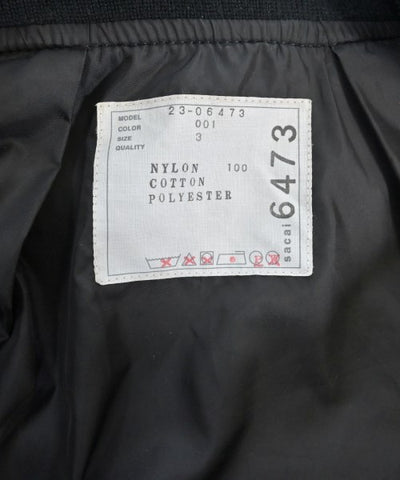 MODEL 23-06473
COLOR 001
SIZE 3
QUALITY
NYLON 100
COTTON
POLYESTER
sacai 6473